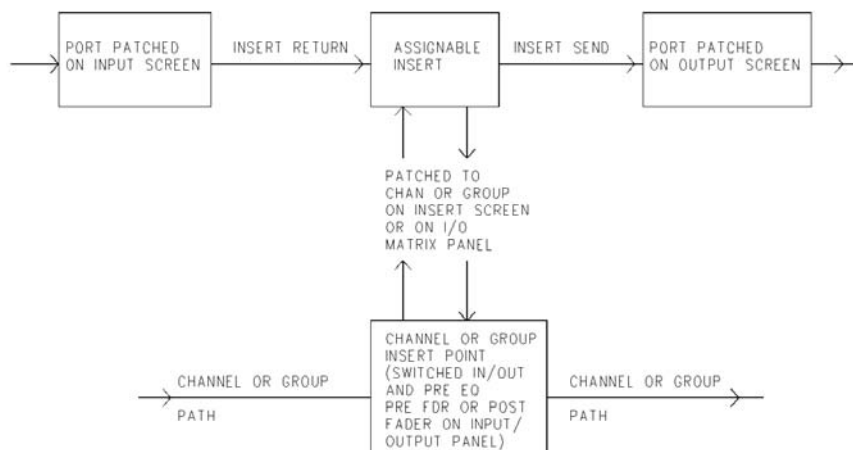 PORT PATCHED
ON INPUT SCREEN
INSERT RETURN
ASSIGNABLE
INSERT
INSERT SEND
PORT PATCHED
ON OUTPUT SCREEN
PATCHED TO
CHAN OR GROUP
ON INSERT SCREEN
OR ON I/O
MATRIX PANEL
CHANNEL OR GROUP
PATH
CHANNEL OR GROUP
INSERT POINT
(SWITCHED IN/OUT
AND PRE EQ
PRE FDR OR POST
FADER ON INPUT/
OUTPUT PANEL)
CHANNEL OR GROUP
PATH